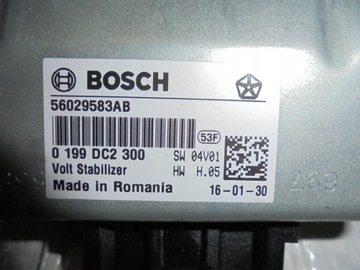 BOSCH
56029583AB
53F
0 199 DC2 300
SW 04V01
Volt Stabilizer
HW H.05
Made in Romania
16-01-30